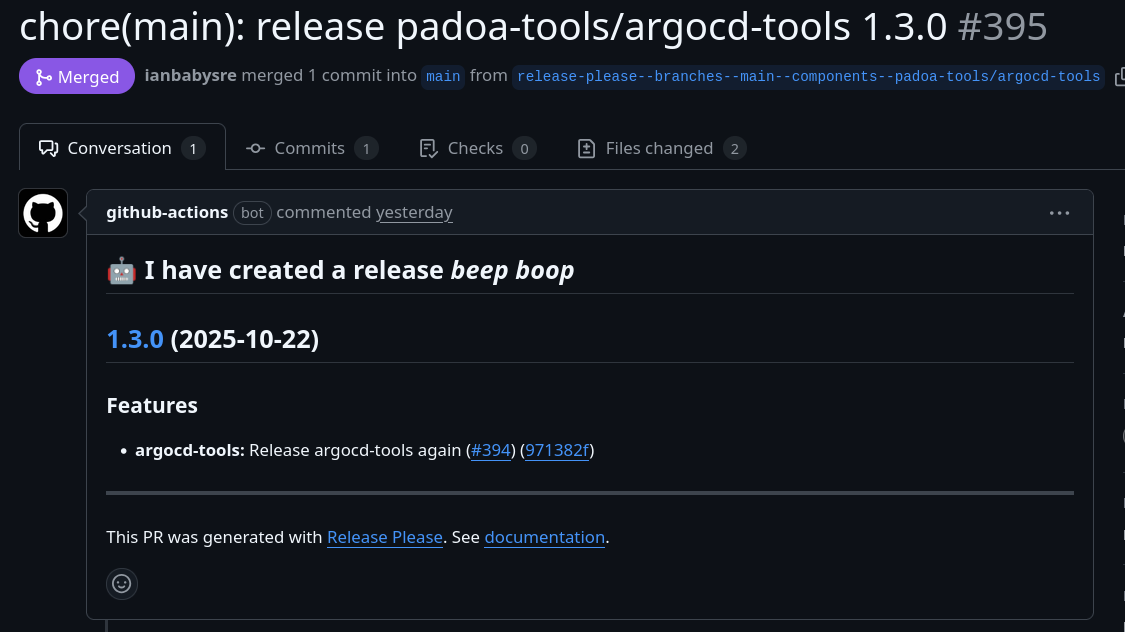 chore(main): release padoa-tools/argocd-tools 1.3.0 #395
Merged ianbabysre merged 1 commit into main from release-please--branches--main--components--padoa-tools/argocd-tools
Conversation 1 Commits 1 Checks 0 Files changed 2
github-actions bot commented yesterday
🤖 I have created a release beep boop
1.3.0 (2025-10-22)
Features
• argocd-tools: Release argocd-tools again (#394) (971382f)
This PR was generated with Release Please. See documentation.